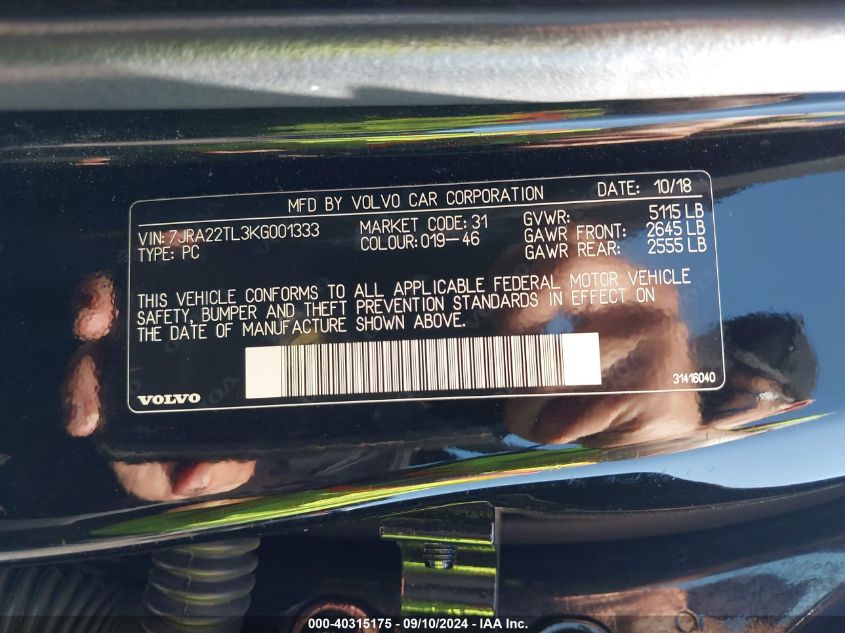 MFD BY VOLVO CAR CORPORATION DATE: 10/18
VIN: 7JRA22TL3KG001333 MARKET CODE: 31 GVWR: 5115 LB
TYPE: PC COLOUR: 019-46 GAWR FRONT: 2645 LB
GAWR REAR: 2555 LB
THIS VEHICLE CONFORMS TO ALL APPLICABLE FEDERAL MOTOR VEHICLE
SAFETY, BUMPER AND THEFT PREVENTION STANDARDS IN EFFECT ON
THE DATE OF MANUFACTURE SHOWN ABOVE.
VOLVO 31416040
000-40315175 - 09/10/2024 - IAA Inc.